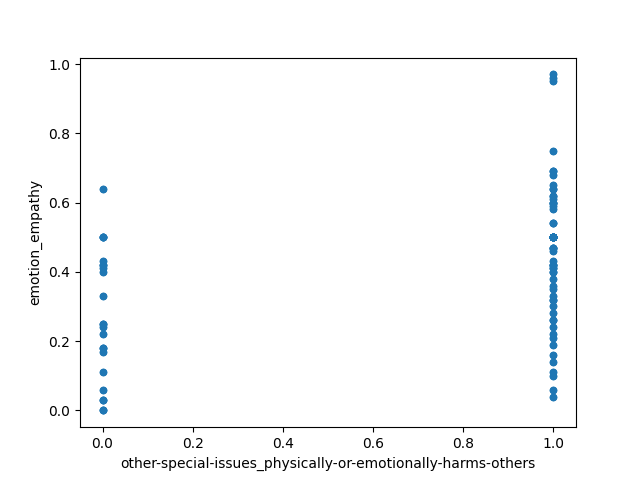 1.0
0.8
0.6
0.4
0.2
0.0
emotion_empathy
0.0 0.2 0.4 0.6 0.8 1.0
other-special-issues_physically-or-emotionally-harms-others